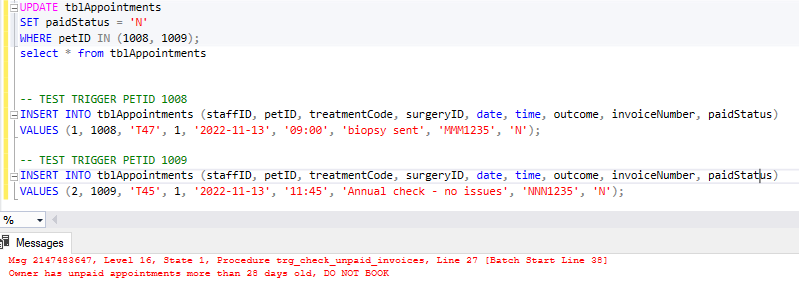 UPDATE tblAppointments
SET paidStatus = 'N'
WHERE petID IN (1008, 1009);
select * from tblAppointments
-- TEST TRIGGER PETID 1008
INSERT INTO tblAppointments (staffID, petID, treatmentCode, surgeryID, date, time, outcome, invoiceNumber, paidStatus)
VALUES (1, 1008, 'T47', 1, '2022-11-13', '09:00', 'biopsy sent', 'MMM1235', 'N');
-- TEST TRIGGER PETID 1009
INSERT INTO tblAppointments (staffID, petID, treatmentCode, surgeryID, date, time, outcome, invoiceNumber, paidStatus)
VALUES (2, 1009, 'T45', 1, '2022-11-13', '11:45', 'Annual check - no issues', 'NNN1235', 'N');
%
Messages
Msg 2147483647, Level 16, State 1, Procedure trg_check_unpaid_invoices, Line 27 [Batch Start Line 38]
Owner has unpaid appointments more than 28 days old, DO NOT BOOK